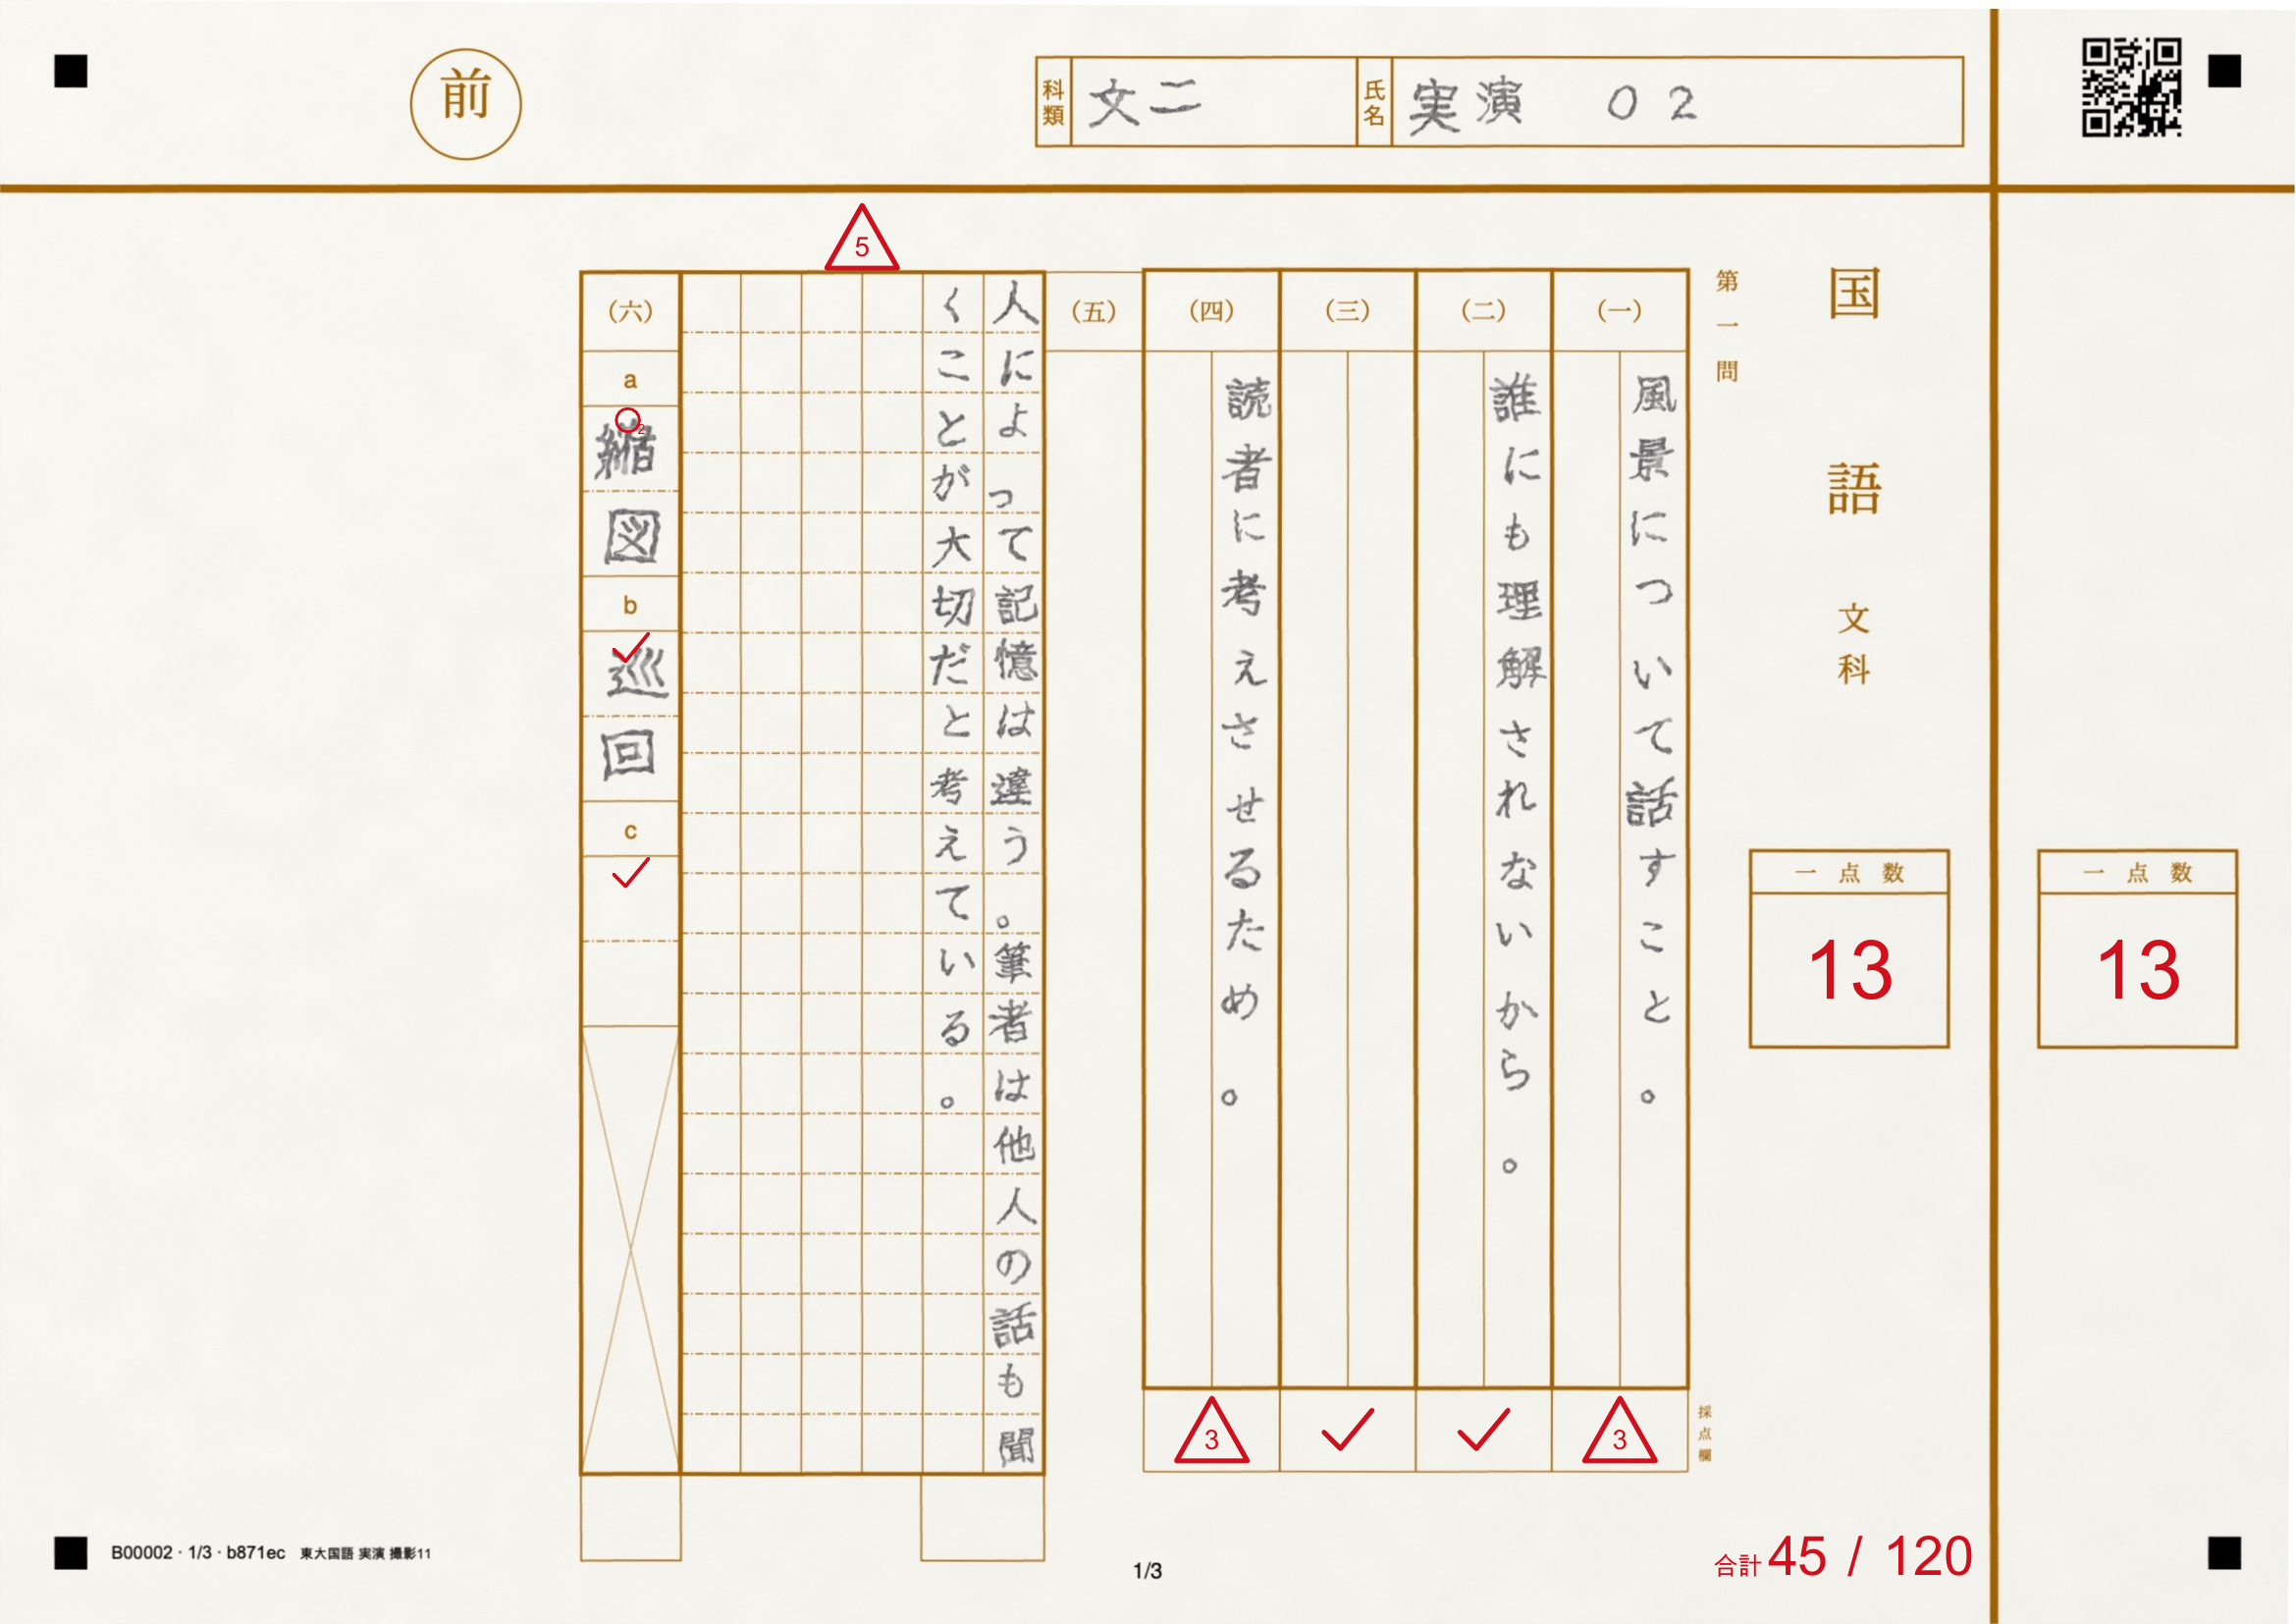 前
科類 文二 氏名 実演 02
国語 文科
第一問
(一)
風景について話すこと。
3
(二)
誰にも理解されないから。
(三)
(四)
読者に考えさせるため。
3
採点欄
(五)
5
人によって記憶は違う。筆者は他人の話も聞
くことが大切だと考えている。
(六)
a
縮図
2
b
巡回
c
一点数
13
一点数
13
合計 45 / 120
B00002・1/3・b871ec 東大国語 実演 撮影11
1/3